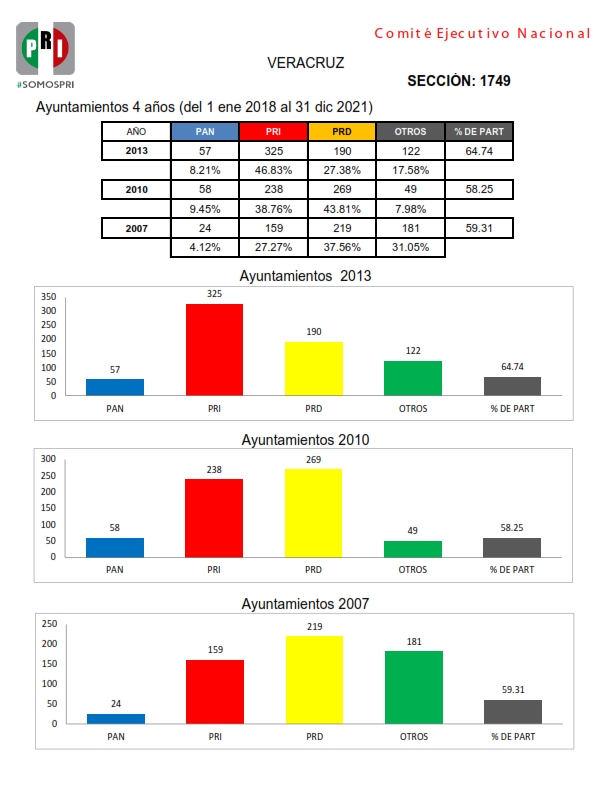 Comité Ejecutivo Nacional
PRI
#SOMOSPRI
VERACRUZ
SECCIÒN: 1749
Ayuntamientos 4 años (del 1 ene 2018 al 31 dic 2021)
AÑO PAN PRI PRD OTROS % DE PART
2013 57 325 190 122 64.74
8.21% 46.83% 27.38% 17.58%
2010 58 238 269 49 58.25
9.45% 38.76% 43.81% 7.98%
2007 24 159 219 181 59.31
4.12% 27.27% 37.56% 31.05%
Ayuntamientos 2013
350
300
250
200
150
100
50
0
57 325 190 122 64.74
PAN PRI PRD OTROS % DE PART
Ayuntamientos 2010
300
250
200
150
100
50
0
58 238 269 49 58.25
PAN PRI PRD OTROS % DE PART
Ayuntamientos 2007
250
200
150
100
50
0
24 159 219 181 59.31
PAN PRI PRD OTROS % DE PART